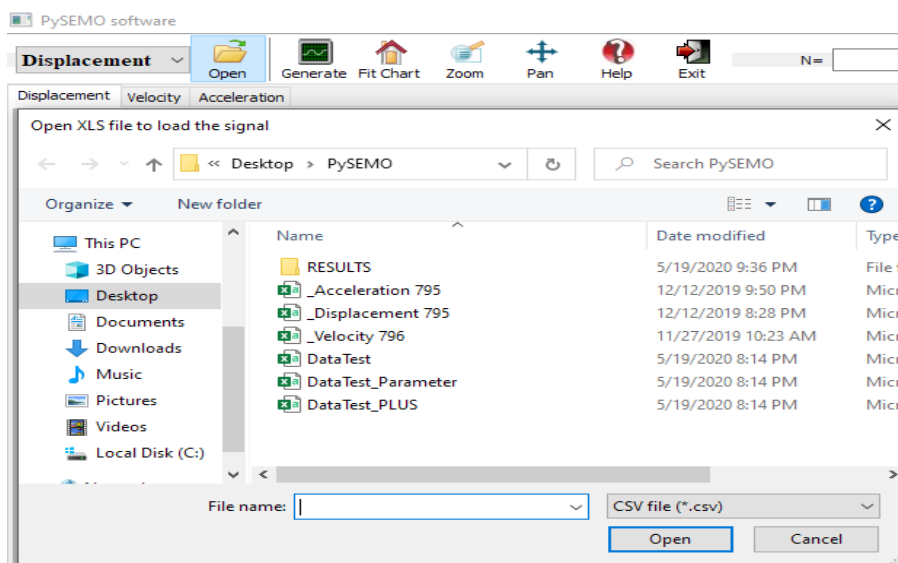 PySEMO software
Displacement Open Generate Fit Chart Zoom Pan Help Exit N=
Displacement Velocity Acceleration
Open XLS file to load the signal
« Desktop › PySEMO Search PySEMO
Organize New folder
Name Date modified Type
This PC
3D Objects
Desktop
Documents
Downloads
Music
Pictures
Videos
Local Disk (C:)
RESULTS 5/19/2020 9:36 PM File
_Acceleration 795 12/12/2019 9:50 PM Micr
_Displacement 795 12/12/2019 8:28 PM Micr
_Velocity 796 11/27/2019 10:23 AM Micr
DataTest 5/19/2020 8:14 PM Micr
DataTest_Parameter 5/19/2020 8:14 PM Micr
DataTest_PLUS 5/19/2020 8:14 PM Micr
File name: CSV file (*.csv)
Open Cancel